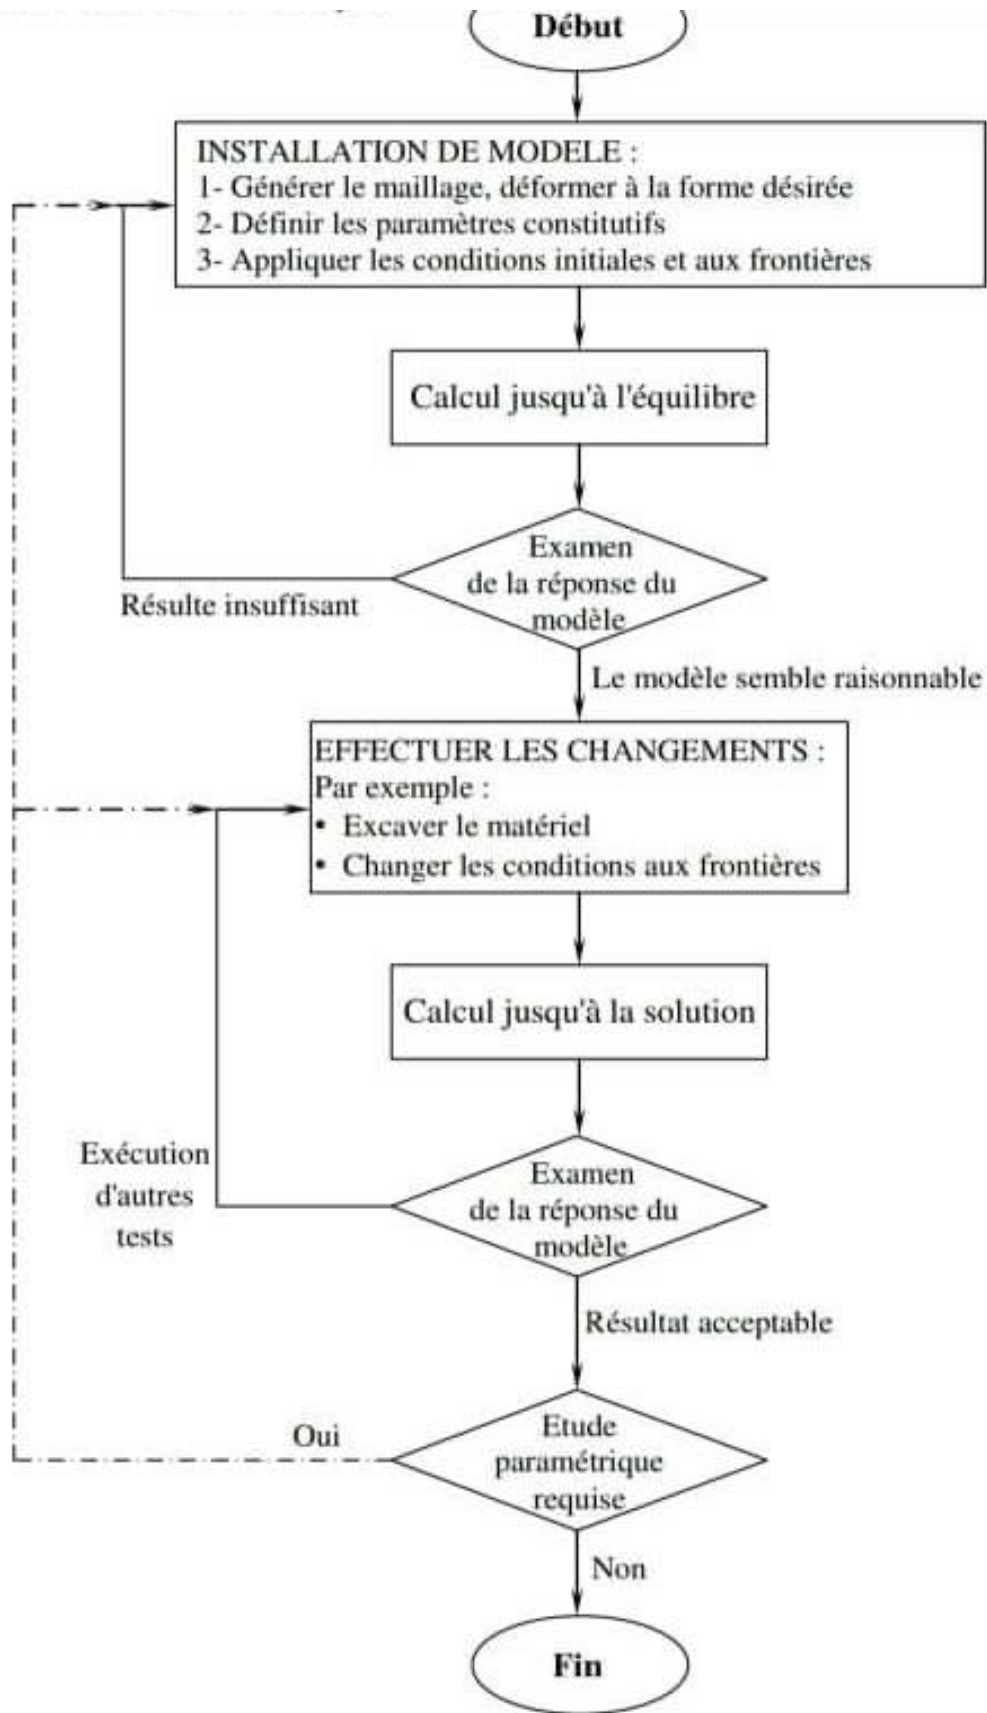 Début
INSTALLATION DE MODELE :
1- Générer le maillage, déformer à la forme désirée
2- Définir les paramètres constitutifs
3- Appliquer les conditions initiales et aux frontières
Calcul jusqu'à l'équilibre
Examen
de la réponse du
modèle
Résulte insuffisant
Le modèle semble raisonnable
EFFECTUER LES CHANGEMENTS :
Par exemple :
• Excaver le matériel
• Changer les conditions aux frontières
Calcul jusqu'à la solution
Exécution
d'autres
tests
Examen
de la réponse du
modèle
Résultat acceptable
Oui
Etude
paramétrique
requise
Non
Fin